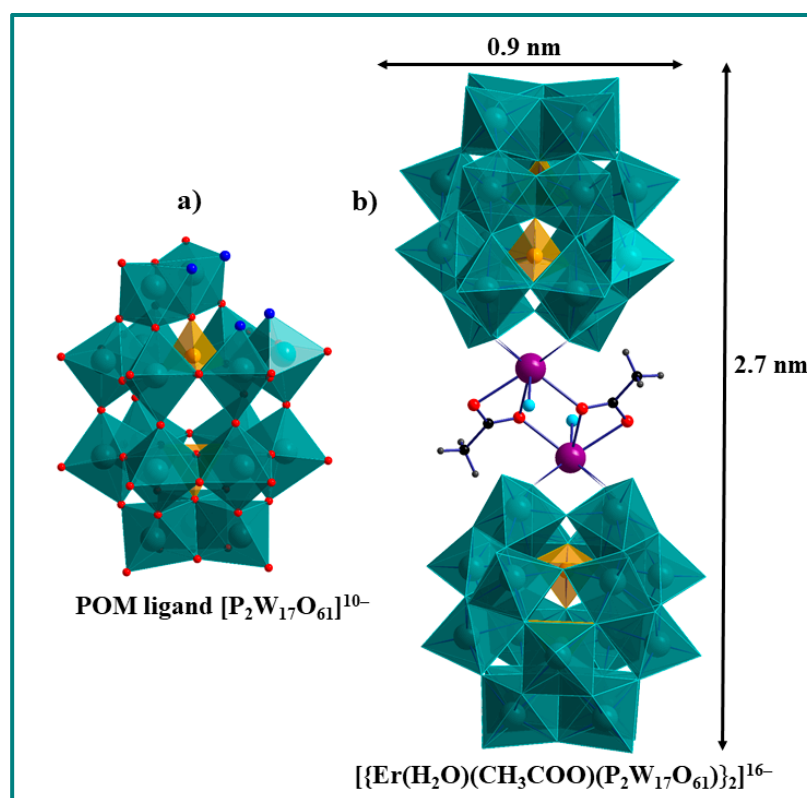 0.9 nm
a)
b)
2.7 nm
POM ligand [P₂W₁₇O₆₁]¹⁰⁻
[{Er(H₂O)(CH₃COO)(P₂W₁₇O₆₁)}₂]¹⁶⁻